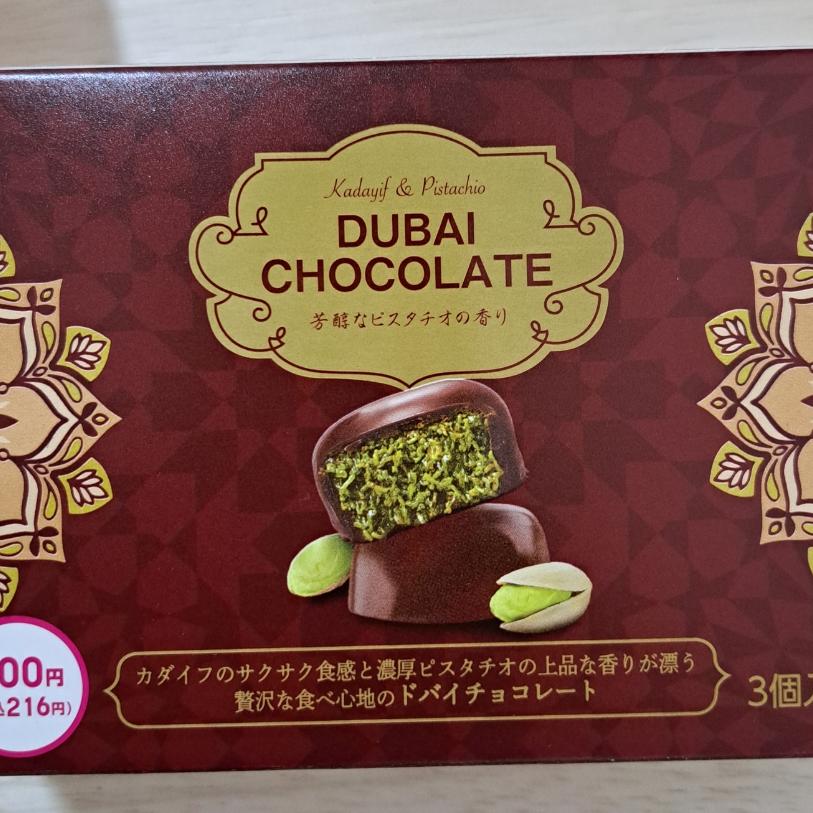 Kadayif & Pistachio
DUBAI
CHOCOLATE
芳醇なピスタチオの香り
カダイフのサクサク食感と濃厚ピスタチオの上品な香りが漂う
贅沢な食べ心地のドバイチョコレート
00円
込216円)
3個入